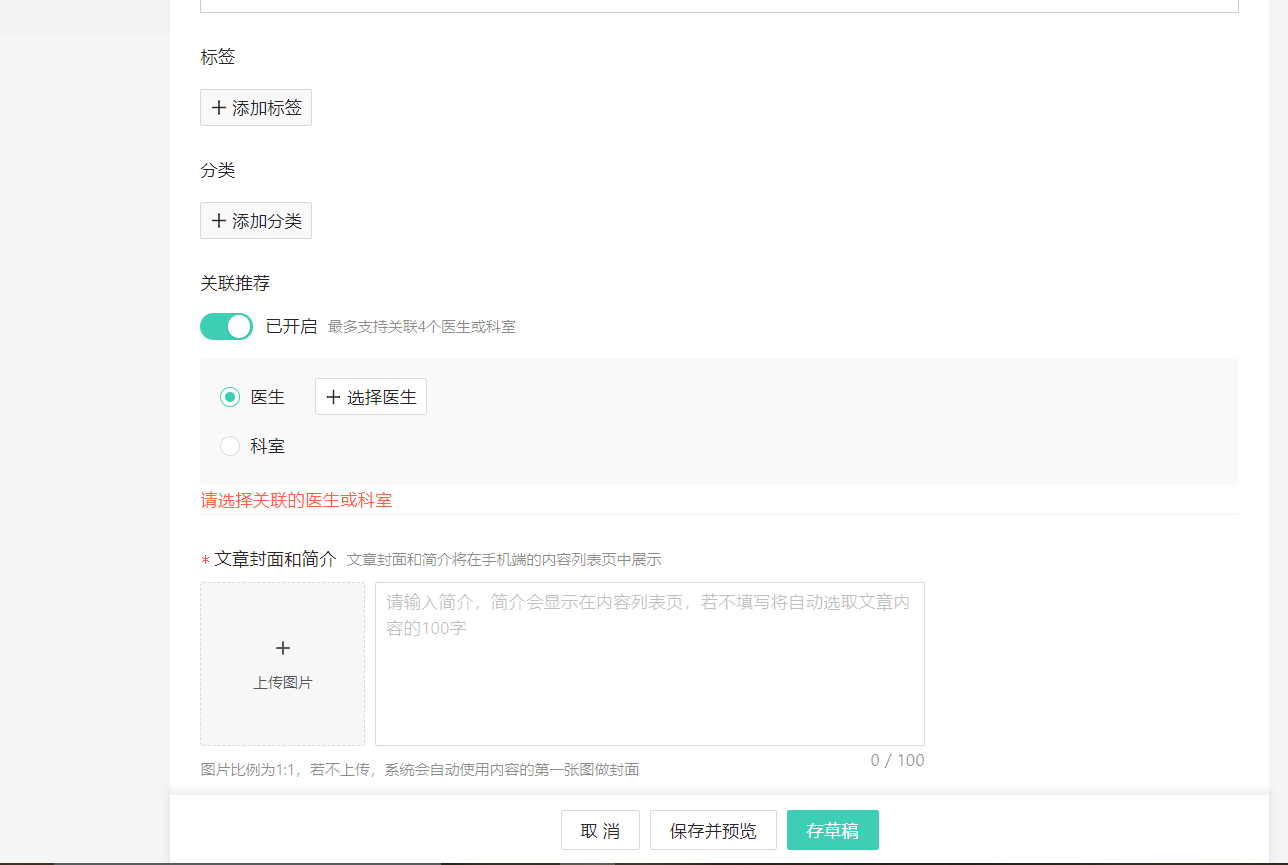 标签
+ 添加标签
分类
+ 添加分类
关联推荐
已开启 最多支持关联4个医生或科室
医生 + 选择医生
科室
请选择关联的医生或科室
* 文章封面和简介 文章封面和简介将在手机端的内容列表页中展示
请输入简介，简介会显示在内容列表页，若不填写将自动选取文章内
容的100字
+
上传图片
0 / 100
图片比例为1:1，若不上传，系统会自动使用内容的第一张图做封面
取 消 保存并预览 存草稿